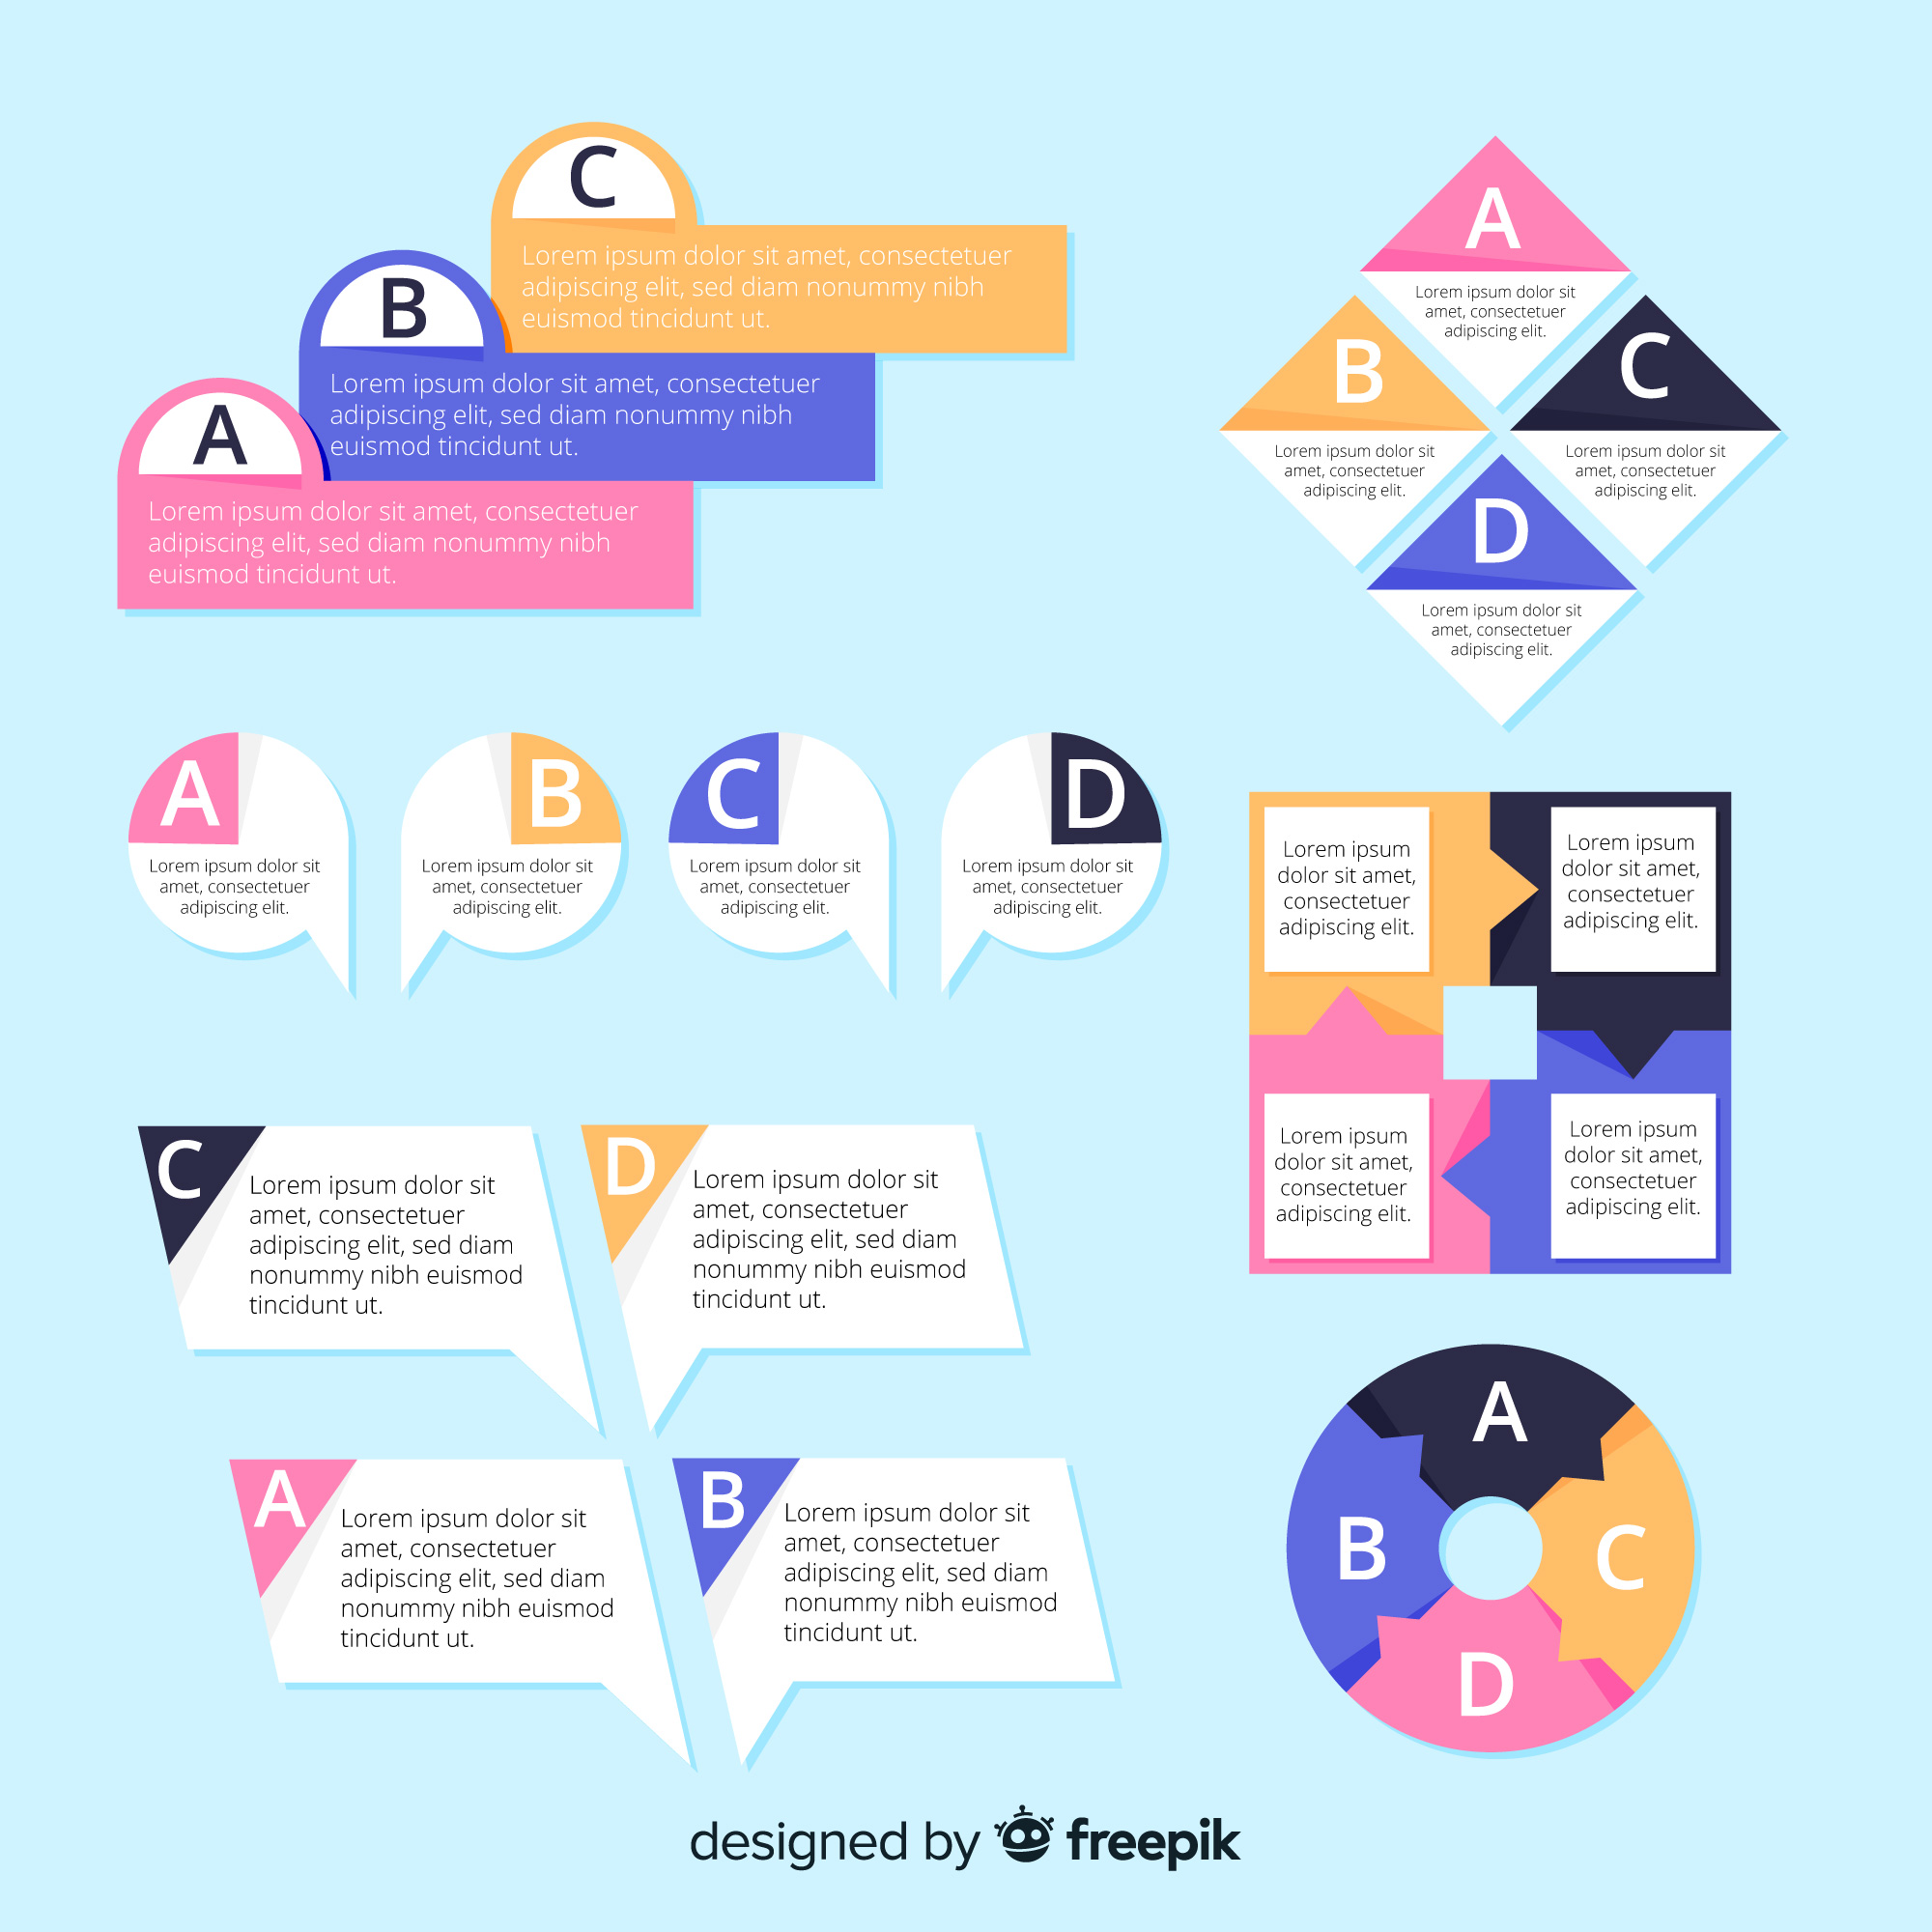 C
Lorem ipsum dolor sit amet, consectetuer
adipiscing elit, sed diam nonummy nibh
euismod tincidunt ut.
B
Lorem ipsum dolor sit amet, consectetuer
adipiscing elit, sed diam nonummy nibh
euismod tincidunt ut.
A
Lorem ipsum dolor sit amet, consectetuer
adipiscing elit, sed diam nonummy nibh
euismod tincidunt ut.
A
Lorem ipsum dolor sit
amet, consectetuer
adipiscing elit.
B
Lorem ipsum dolor sit
amet, consectetuer
adipiscing elit.
C
Lorem ipsum dolor sit
amet, consectetuer
adipiscing elit.
D
Lorem ipsum dolor sit
amet, consectetuer
adipiscing elit.
A
Lorem ipsum dolor sit
amet, consectetuer
adipiscing elit.
B
Lorem ipsum dolor sit
amet, consectetuer
adipiscing elit.
C
Lorem ipsum dolor sit
amet, consectetuer
adipiscing elit.
D
Lorem ipsum dolor sit
amet, consectetuer
adipiscing elit.
Lorem ipsum
dolor sit amet,
consectetuer
adipiscing elit.
Lorem ipsum
dolor sit amet,
consectetuer
adipiscing elit.
Lorem ipsum
dolor sit amet,
consectetuer
adipiscing elit.
Lorem ipsum
dolor sit amet,
consectetuer
adipiscing elit.
C
Lorem ipsum dolor sit
amet, consectetuer
adipiscing elit, sed diam
nonummy nibh euismod
tincidunt ut.
D
Lorem ipsum dolor sit
amet, consectetuer
adipiscing elit, sed diam
nonummy nibh euismod
tincidunt ut.
A
Lorem ipsum dolor sit
amet, consectetuer
adipiscing elit, sed diam
nonummy nibh euismod
tincidunt ut.
B
Lorem ipsum dolor sit
amet, consectetuer
adipiscing elit, sed diam
nonummy nibh euismod
tincidunt ut.
A
B
C
D
designed by freepik